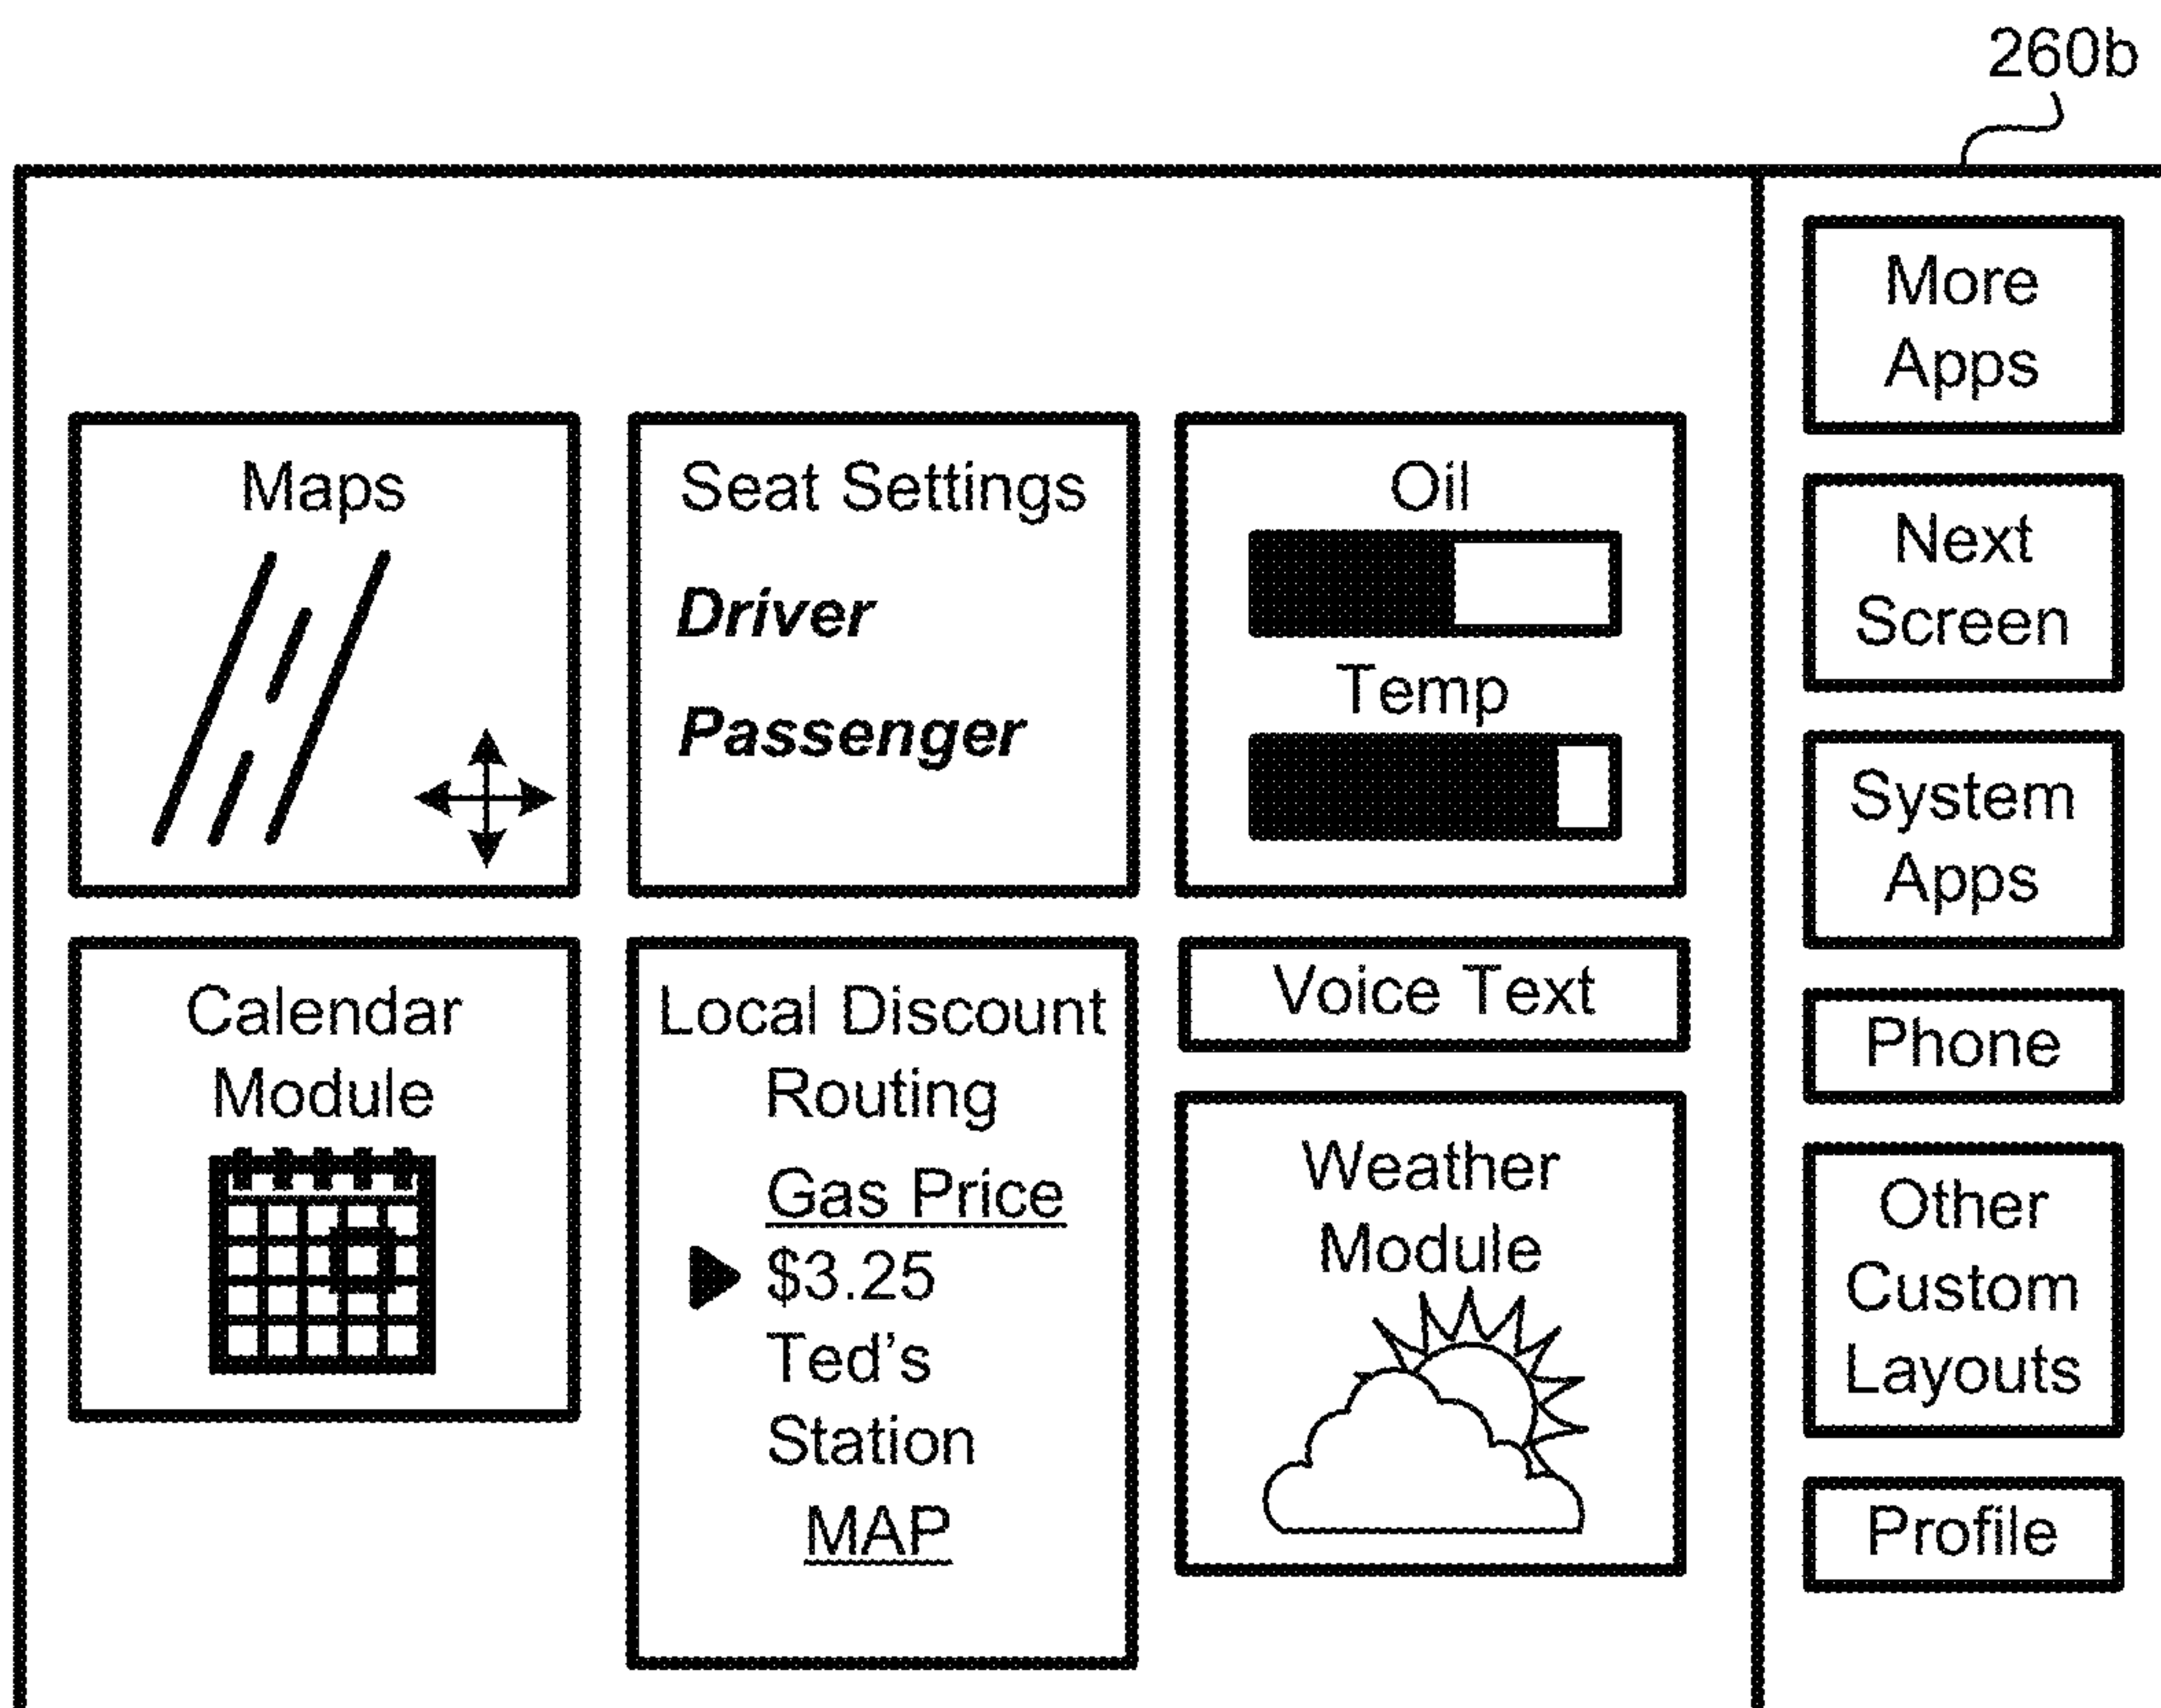 260b
Maps
Seat Settings
Driver
Passenger
Oil
Temp
Calendar
Module
Local Discount
Routing
Gas Price
$3.25
Ted's
Station
MAP
Voice Text
Weather
Module
More
Apps
Next
Screen
System
Apps
Phone
Other
Custom
Layouts
Profile